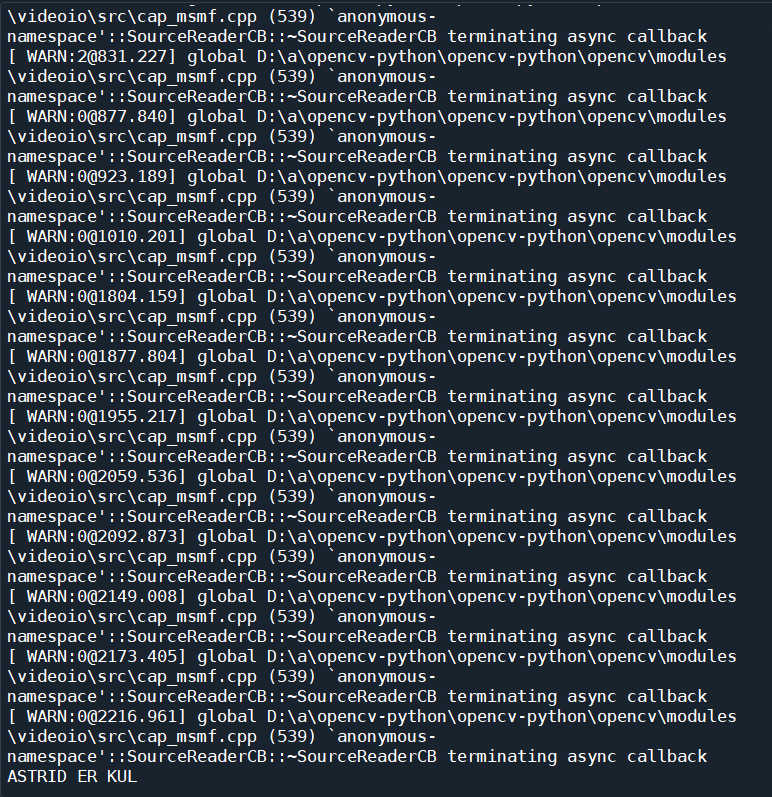 \videoio\src\cap_msmf.cpp (539) `anonymous-
namespace'::SourceReaderCB::~SourceReaderCB terminating async callback
[ WARN:2@831.227] global D:\a\opencv-python\opencv-python\opencv\modules
\videoio\src\cap_msmf.cpp (539) `anonymous-
namespace'::SourceReaderCB::~SourceReaderCB terminating async callback
[ WARN:0@877.840] global D:\a\opencv-python\opencv-python\opencv\modules
\videoio\src\cap_msmf.cpp (539) `anonymous-
namespace'::SourceReaderCB::~SourceReaderCB terminating async callback
[ WARN:0@923.189] global D:\a\opencv-python\opencv-python\opencv\modules
\videoio\src\cap_msmf.cpp (539) `anonymous-
namespace'::SourceReaderCB::~SourceReaderCB terminating async callback
[ WARN:0@1010.201] global D:\a\opencv-python\opencv-python\opencv\modules
\videoio\src\cap_msmf.cpp (539) `anonymous-
namespace'::SourceReaderCB::~SourceReaderCB terminating async callback
[ WARN:0@1804.159] global D:\a\opencv-python\opencv-python\opencv\modules
\videoio\src\cap_msmf.cpp (539) `anonymous-
namespace'::SourceReaderCB::~SourceReaderCB terminating async callback
[ WARN:0@1877.804] global D:\a\opencv-python\opencv-python\opencv\modules
\videoio\src\cap_msmf.cpp (539) `anonymous-
namespace'::SourceReaderCB::~SourceReaderCB terminating async callback
[ WARN:0@1955.217] global D:\a\opencv-python\opencv-python\opencv\modules
\videoio\src\cap_msmf.cpp (539) `anonymous-
namespace'::SourceReaderCB::~SourceReaderCB terminating async callback
[ WARN:0@2059.536] global D:\a\opencv-python\opencv-python\opencv\modules
\videoio\src\cap_msmf.cpp (539) `anonymous-
namespace'::SourceReaderCB::~SourceReaderCB terminating async callback
[ WARN:0@2092.873] global D:\a\opencv-python\opencv-python\opencv\modules
\videoio\src\cap_msmf.cpp (539) `anonymous-
namespace'::SourceReaderCB::~SourceReaderCB terminating async callback
[ WARN:0@2149.008] global D:\a\opencv-python\opencv-python\opencv\modules
\videoio\src\cap_msmf.cpp (539) `anonymous-
namespace'::SourceReaderCB::~SourceReaderCB terminating async callback
[ WARN:0@2173.405] global D:\a\opencv-python\opencv-python\opencv\modules
\videoio\src\cap_msmf.cpp (539) `anonymous-
namespace'::SourceReaderCB::~SourceReaderCB terminating async callback
[ WARN:0@2216.961] global D:\a\opencv-python\opencv-python\opencv\modules
\videoio\src\cap_msmf.cpp (539) `anonymous-
namespace'::SourceReaderCB::~SourceReaderCB terminating async callback
ASTRID ER KUL